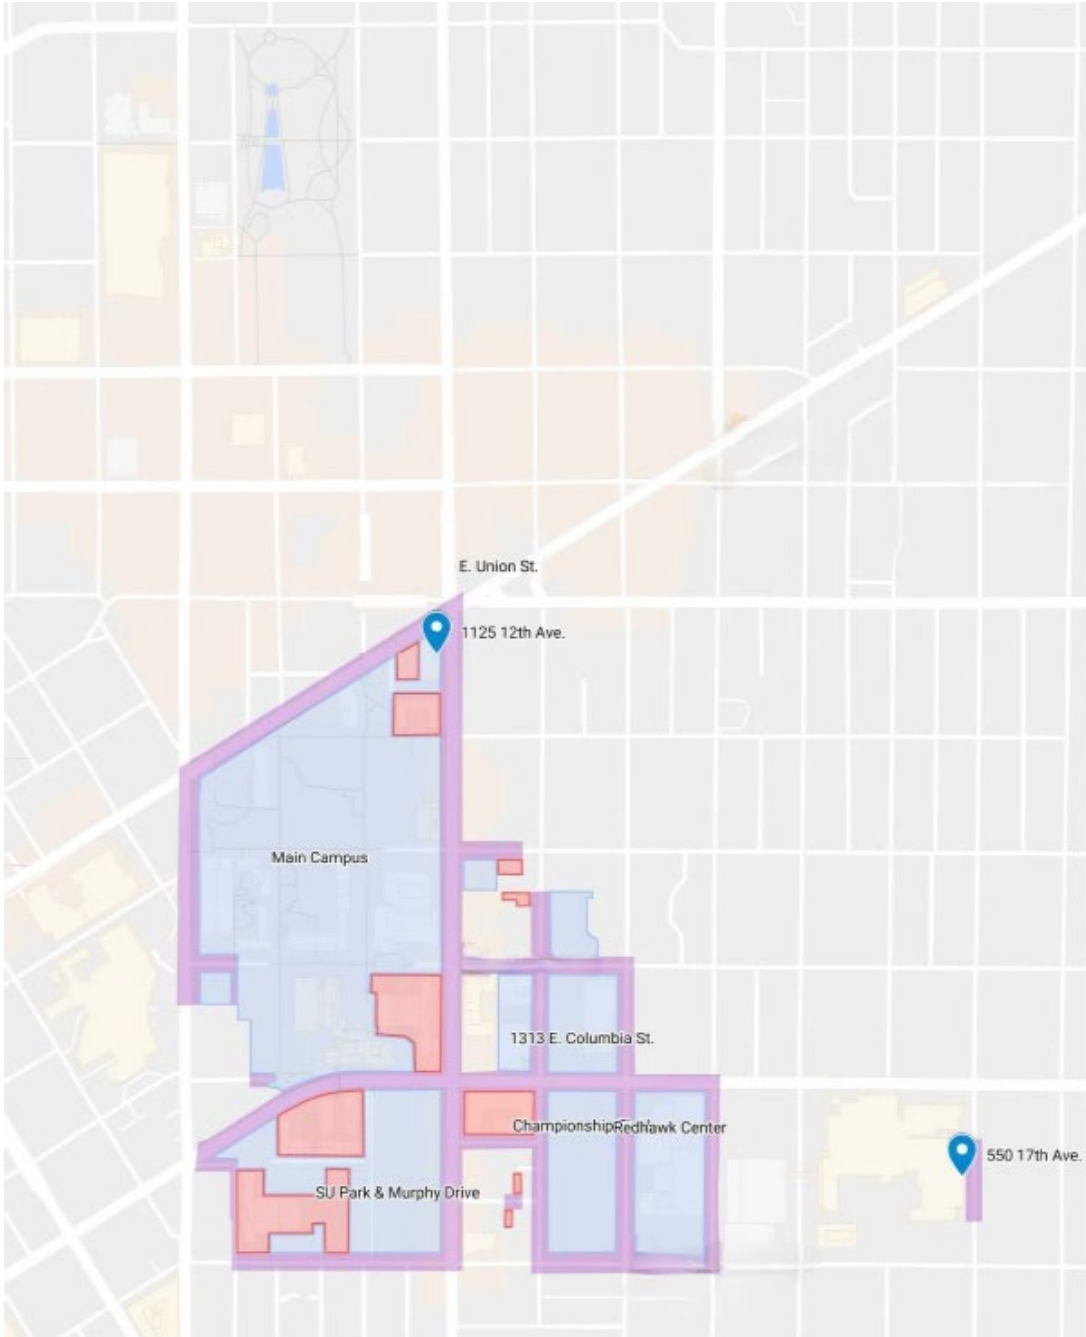 E. Union St.
1125 12th Ave.
Main Campus
1313 E. Columbia St.
Championship
Redhawk Center
550 17th Ave.
SU Park & Murphy Drive